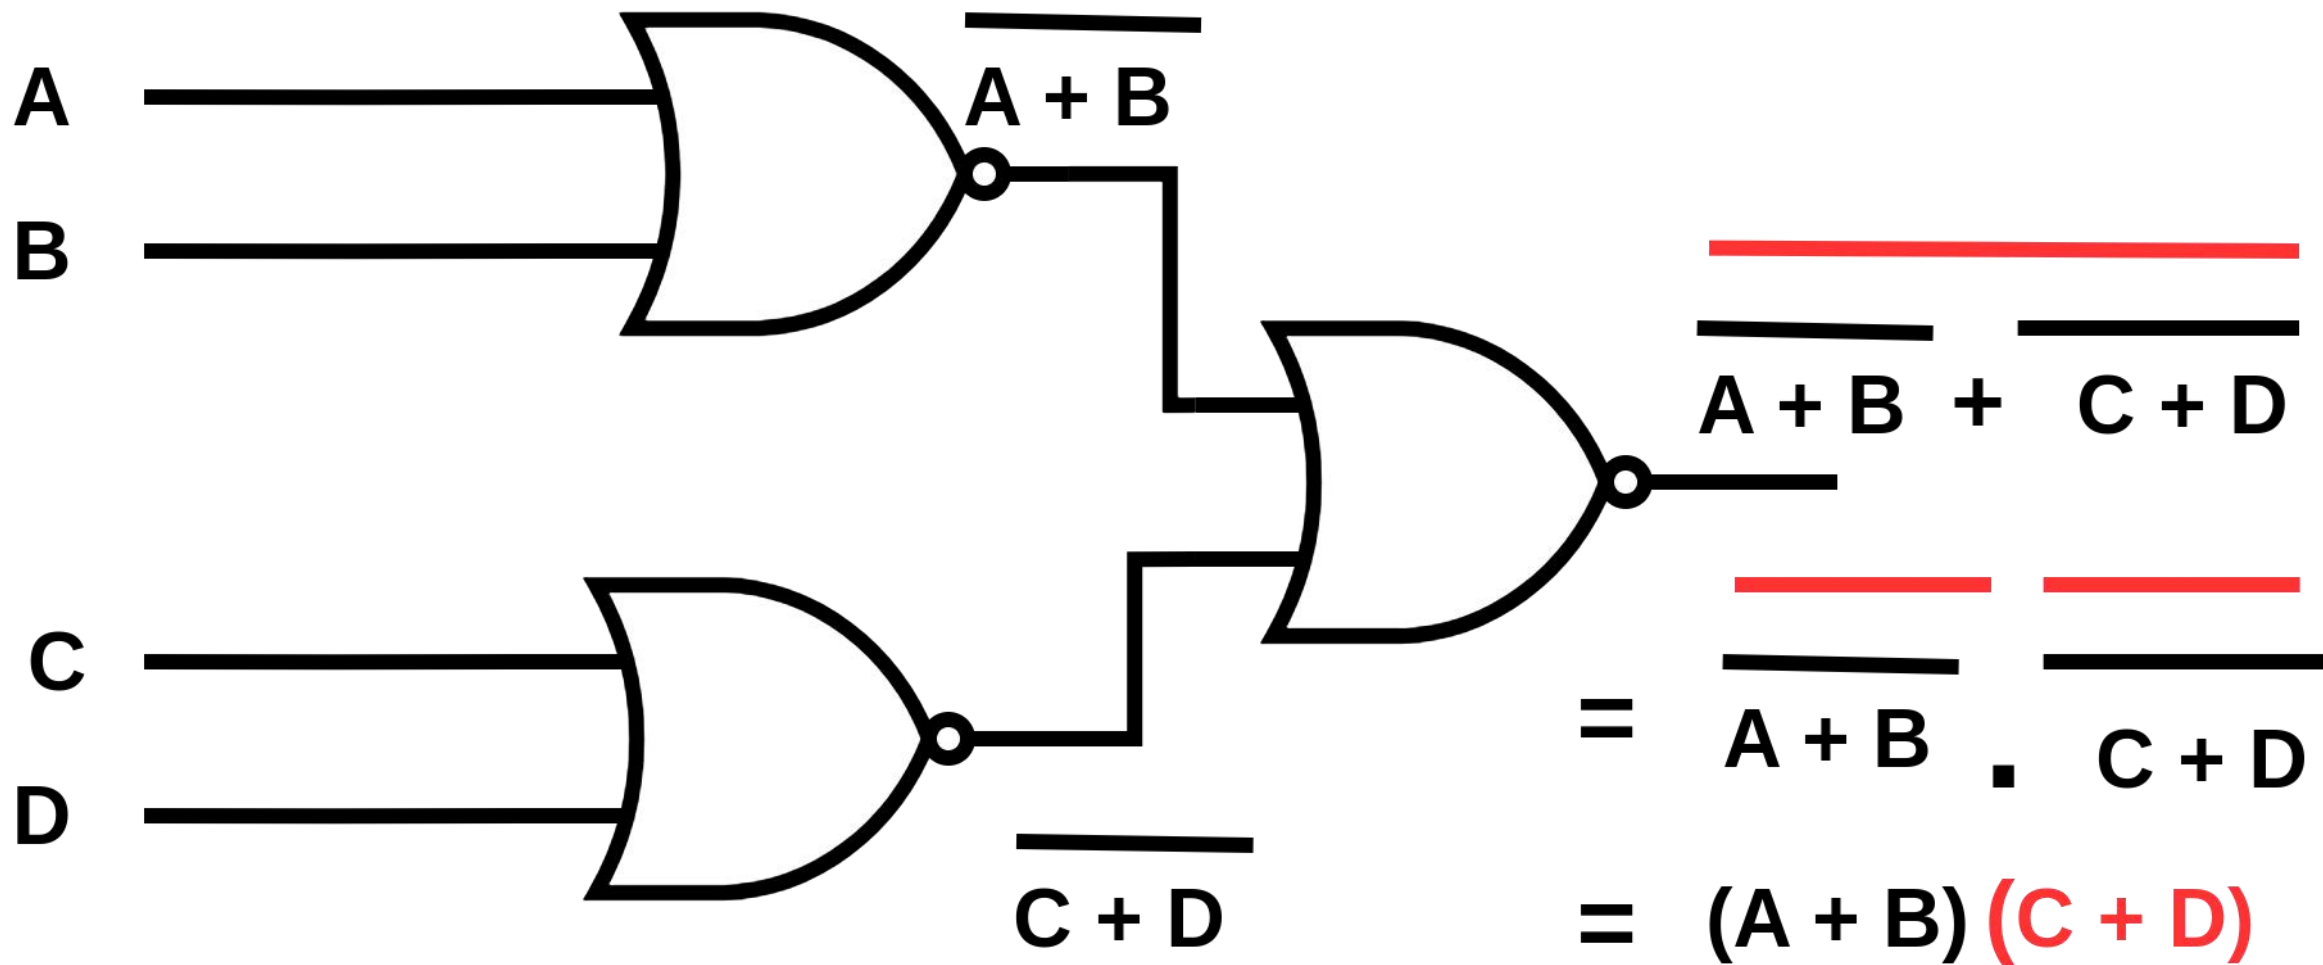 A
A + B
B
A + B + C + D
C
= A + B . C + D
D
C + D
= (A + B) (C + D)